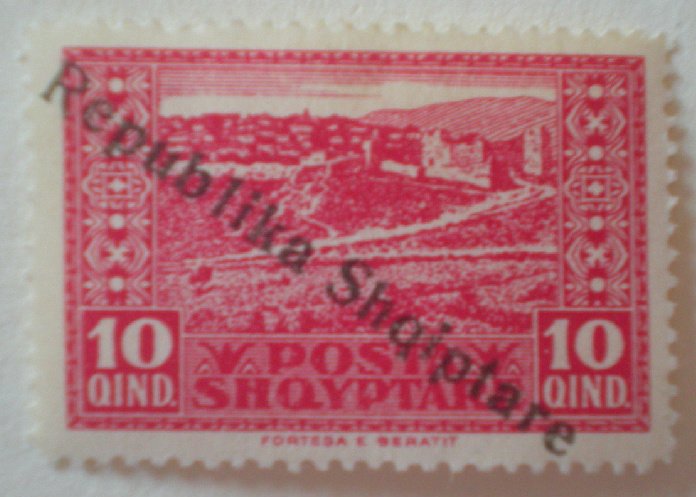 Republika Shqiptare
10 QIND.
POSTA
SHQYPTARE
10 QIND.
FORTESA E BERATIT